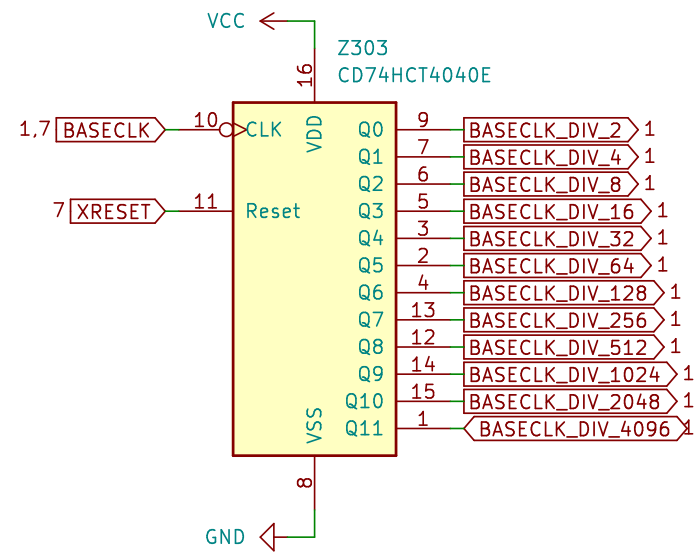 VCC
Z303
CD74HCT4040E
16
1,7 BASECLK 10 CLK VDD Q0 9 BASECLK_DIV_2 1
Q1 7 BASECLK_DIV_4 1
Q2 6 BASECLK_DIV_8 1
7 XRESET 11 Reset Q3 5 BASECLK_DIV_16 1
Q4 3 BASECLK_DIV_32 1
Q5 2 BASECLK_DIV_64 1
Q6 4 BASECLK_DIV_128 1
Q7 13 BASECLK_DIV_256 1
Q8 12 BASECLK_DIV_512 1
Q9 14 BASECLK_DIV_1024 1
Q10 15 BASECLK_DIV_2048 1
VSS Q11 1 BASECLK_DIV_4096 1
8
GND